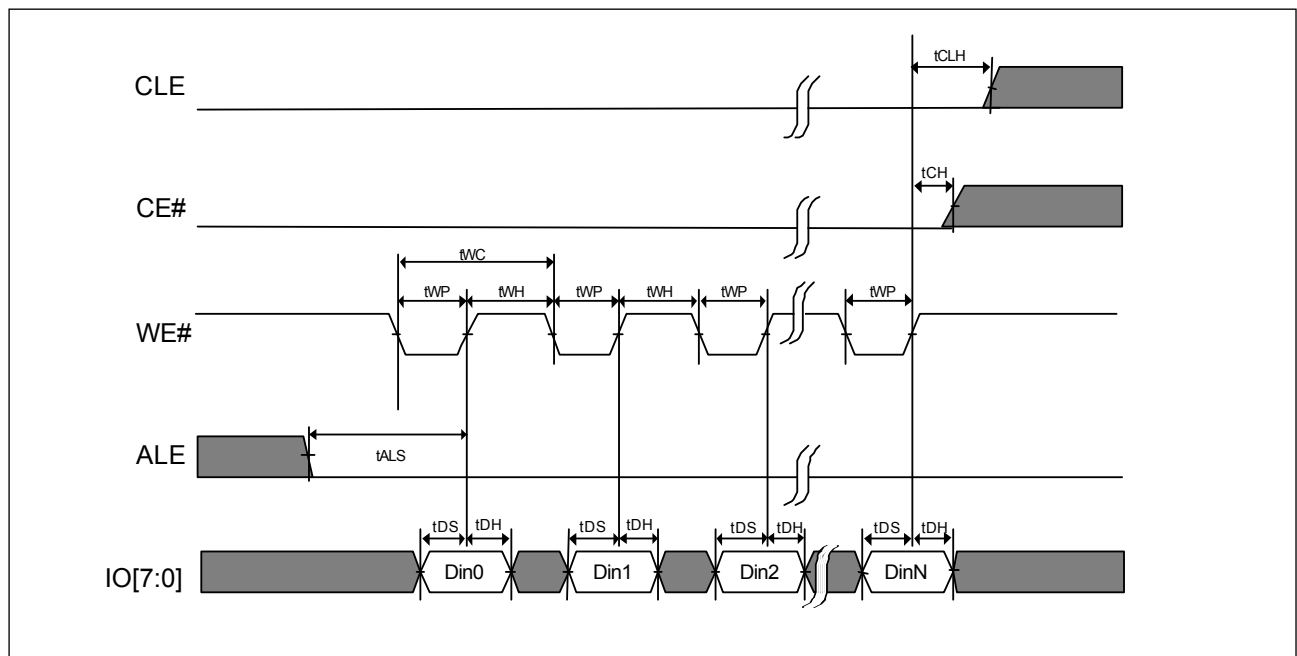 tCLH
CLE
tCH
CE#
tWC
tWP tWH tWP tWH tWP tWP
WE#
ALE
tALS
tDS tDH tDS tDH tDS tDH tDS tDH
IO[7:0] Din0 Din1 Din2 DinN